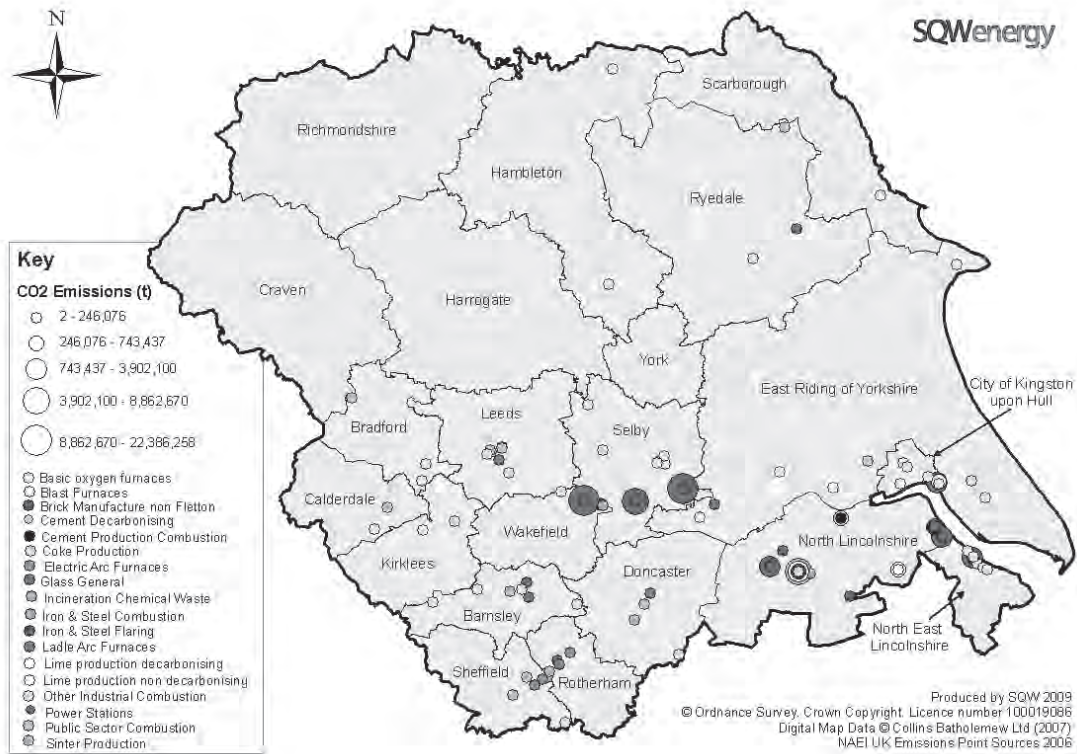 N
SQWenergy
Scarborough
Richmondshire
Hambleton
Ryedale
Craven
Harrogate
York
East Riding of Yorkshire
City of Kingston
upon Hull
Bradford
Leeds
Selby
Calderdale
Wakefield
North Lincolnshire
Kirklees
Doncaster
Barnsley
North East
Lincolnshire
Sheffield
Rotherham
Key
CO2 Emissions (t)
2 - 246,076
246,076 - 743,437
743,437 - 3,902,100
3,902,100 - 8,862,670
8,862,670 - 22,386,258
Basic oxygen furnaces
Blast Furnaces
Brick Manufacture non Fletton
Cement Decarbonising
Cement Production Combustion
Coke Production
Electric Arc Furnaces
Glass General
Incineration Chemical Waste
Iron & Steel Combustion
Iron & Steel Flaring
Ladle Arc Furnaces
Lime production decarbonising
Lime production non decarbonising
Other Industrial Combustion
Power Stations
Public Sector Combustion
Sinter Production
Produced by SQW 2009
© Ordnance Survey. Crown Copyright. Licence number 100019086
Digital Map Data © Collins Bartholemew Ltd (2007)
NAEI UK Emissions Point Sources 2006